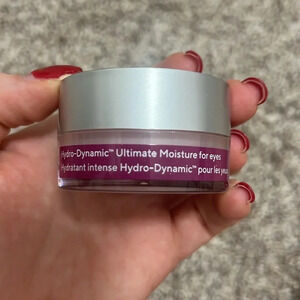 Hydro-Dynamic™ Ultimate Moisture for eyes
Hydratant intense Hydro-Dynamic™ pour les yeux